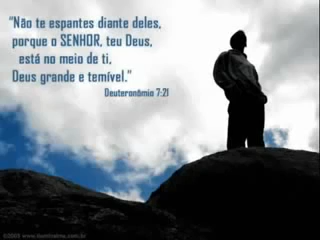 “Não te espantes diante deles,
porque o SENHOR, teu Deus,
está no meio de ti,
Deus grande e temível.”
Deuteronômio 7:21